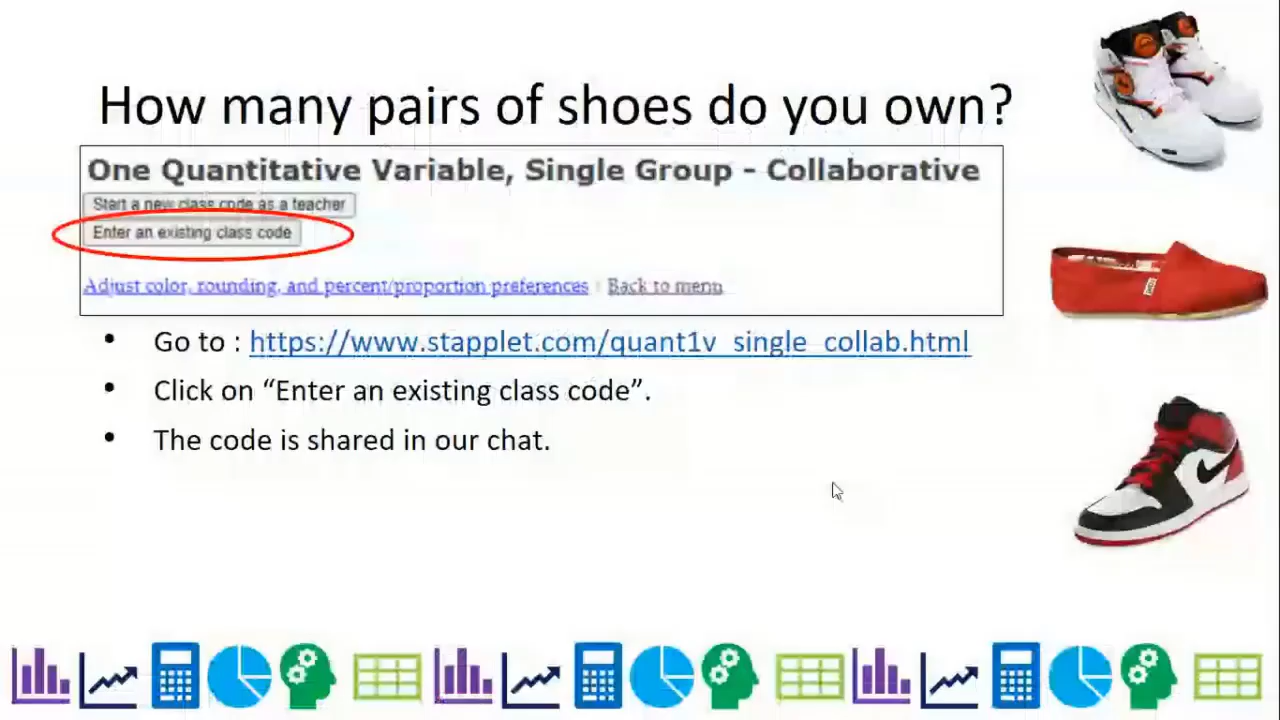 How many pairs of shoes do you own?
One Quantitative Variable, Single Group - Collaborative
Start a new class code as a teacher
Enter an existing class code
Adjust color, rounding, and percent/proportion preferences | Back to menu
• Go to : https://www.stapplet.com/quant1v_single_collab.html
• Click on “Enter an existing class code”.
• The code is shared in our chat.